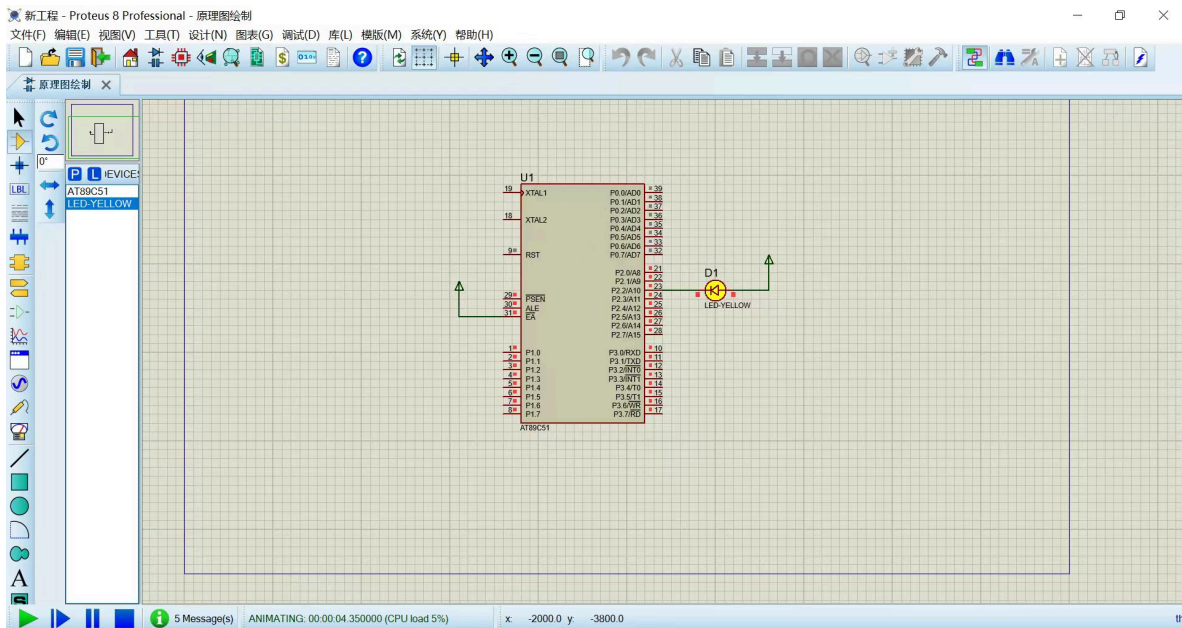 新工程 - Proteus 8 Professional - 原理图绘制
文件(F) 编辑(E) 视图(V) 工具(T) 设计(N) 图表(G) 调试(D) 库(L) 模版(M) 系统(Y) 帮助(H)
原理图绘制
0°
P L DEVICES
LBL
AT89C51
LED-YELLOW
U1
19 XTAL1 P0.0/AD0 39
P0.1/AD1 38
P0.2/AD2 37
18 XTAL2 P0.3/AD3 36
P0.4/AD4 35
P0.5/AD5 34
P0.6/AD6 33
9 RST P0.7/AD7 32
P2.0/A8 21
P2.1/A9 22
P2.2/A10 23
29 PSEN P2.3/A11 24
30 ALE P2.4/A12 25
31 EA P2.5/A13 26
P2.6/A14 27
P2.7/A15 28
1 P1.0 P3.0/RXD 10
2 P1.1 P3.1/TXD 11
3 P1.2 P3.2/INT0 12
4 P1.3 P3.3/INT1 13
5 P1.4 P3.4/T0 14
6 P1.5 P3.5/T1 15
7 P1.6 P3.6/WR 16
8 P1.7 P3.7/RD 17
AT89C51
D1
LED-YELLOW
A
S
5 Message(s) ANIMATING: 00:00:04.350000 (CPU load 5%) x: -2000.0 y: -3800.0 th